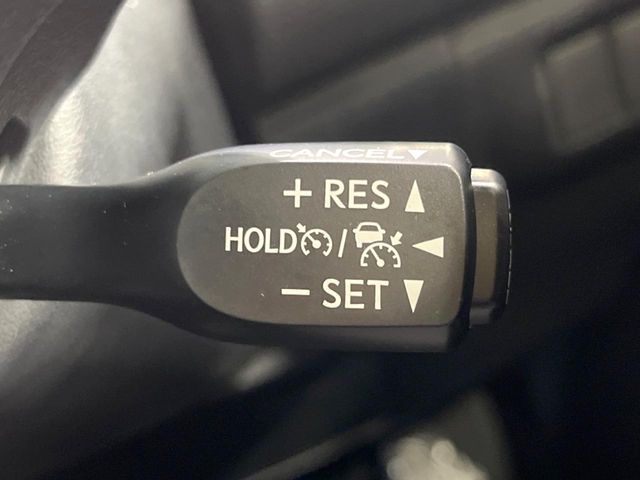 CANCEL▼
+ RES ▲
HOLD / ◀
− SET ▼